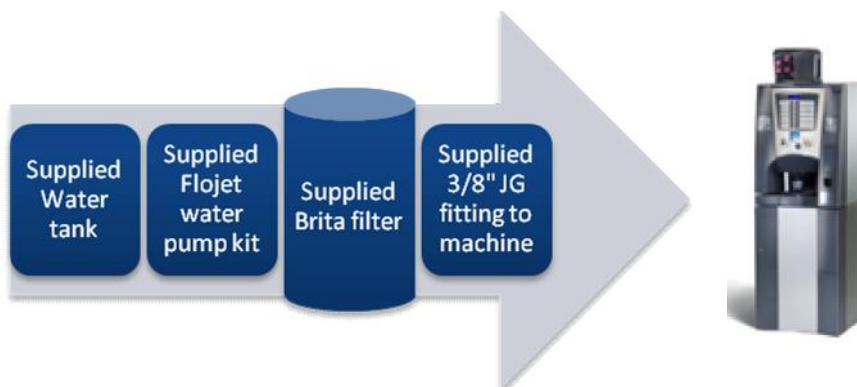 Supplied
Water
tank
Supplied
Flojet
water
pump kit
Supplied
Brita filter
Supplied
3/8" JG
fitting to
machine